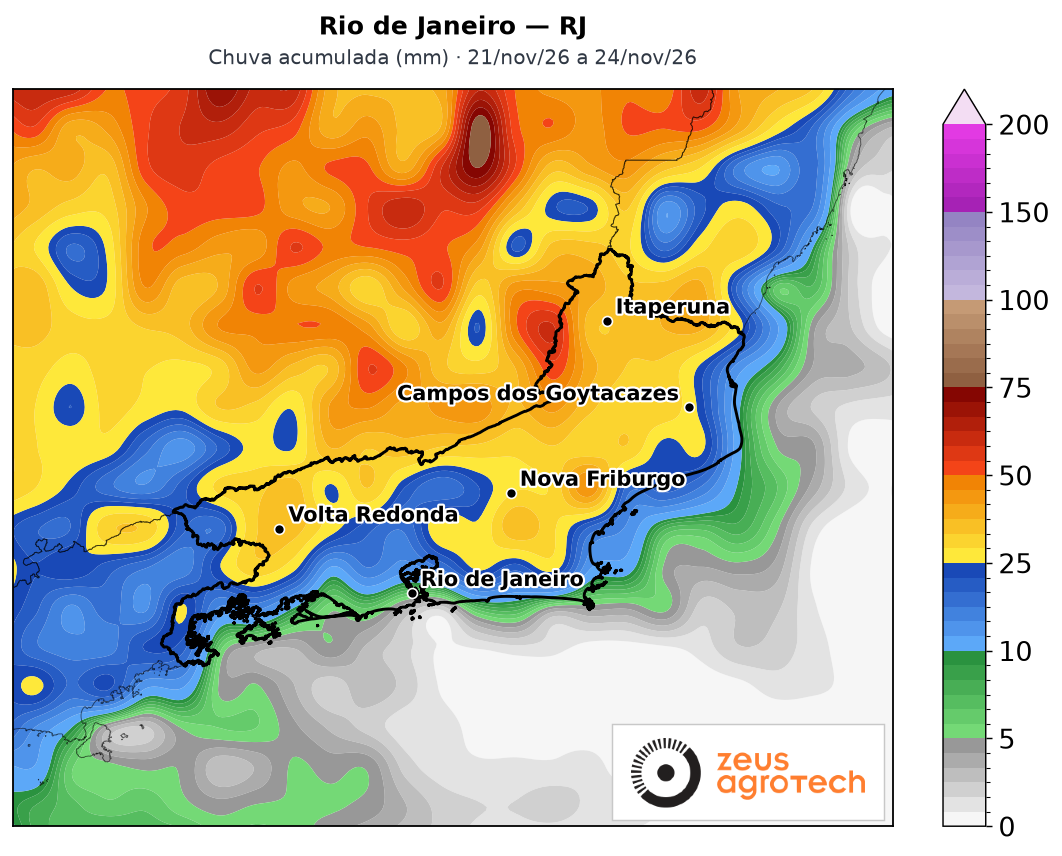 Rio de Janeiro — RJ
Chuva acumulada (mm) · 21/nov/26 a 24/nov/26
Itaperuna
Campos dos Goytacazes
Nova Friburgo
Volta Redonda
Rio de Janeiro
200
150
100
75
50
25
10
5
0
zeus
agrotech